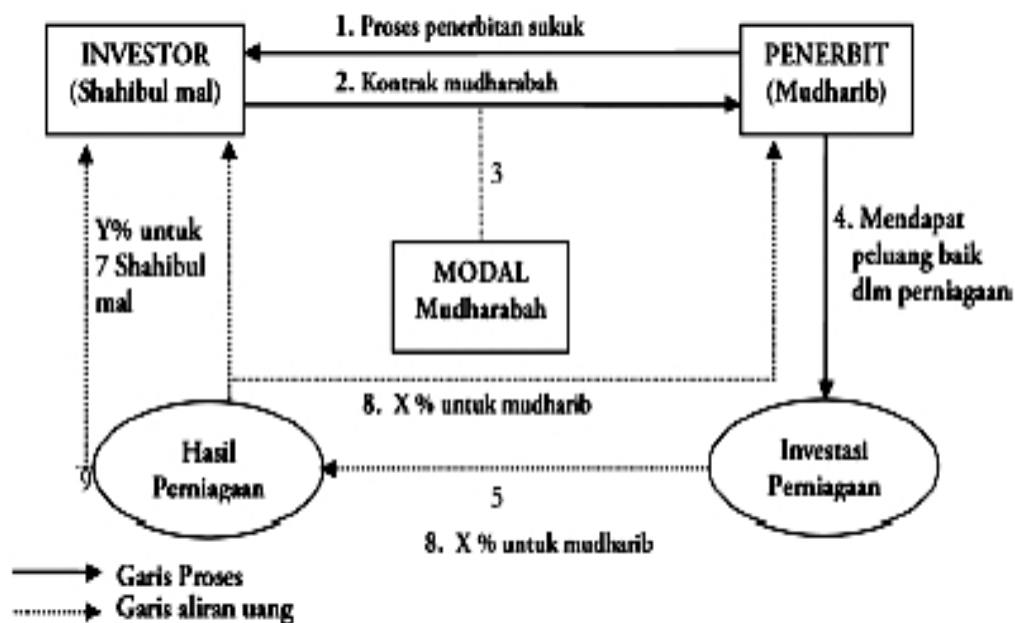 1. Proses penerbitan sukuk
INVESTOR
(Shahibul mal)
PENERBIT
(Mudharib)
2. Kontrak mudharabah
3
Y% untuk
7 Shahibul
mal
4. Mendapat
peluang baik
dlm perniagaan
MODAL
Mudharabah
8. X % untuk mudharib
Hasil
Perniagaan
Investasi
Perniagaan
9
5
8. X % untuk mudharib
Garis Proses
Garis aliran uang